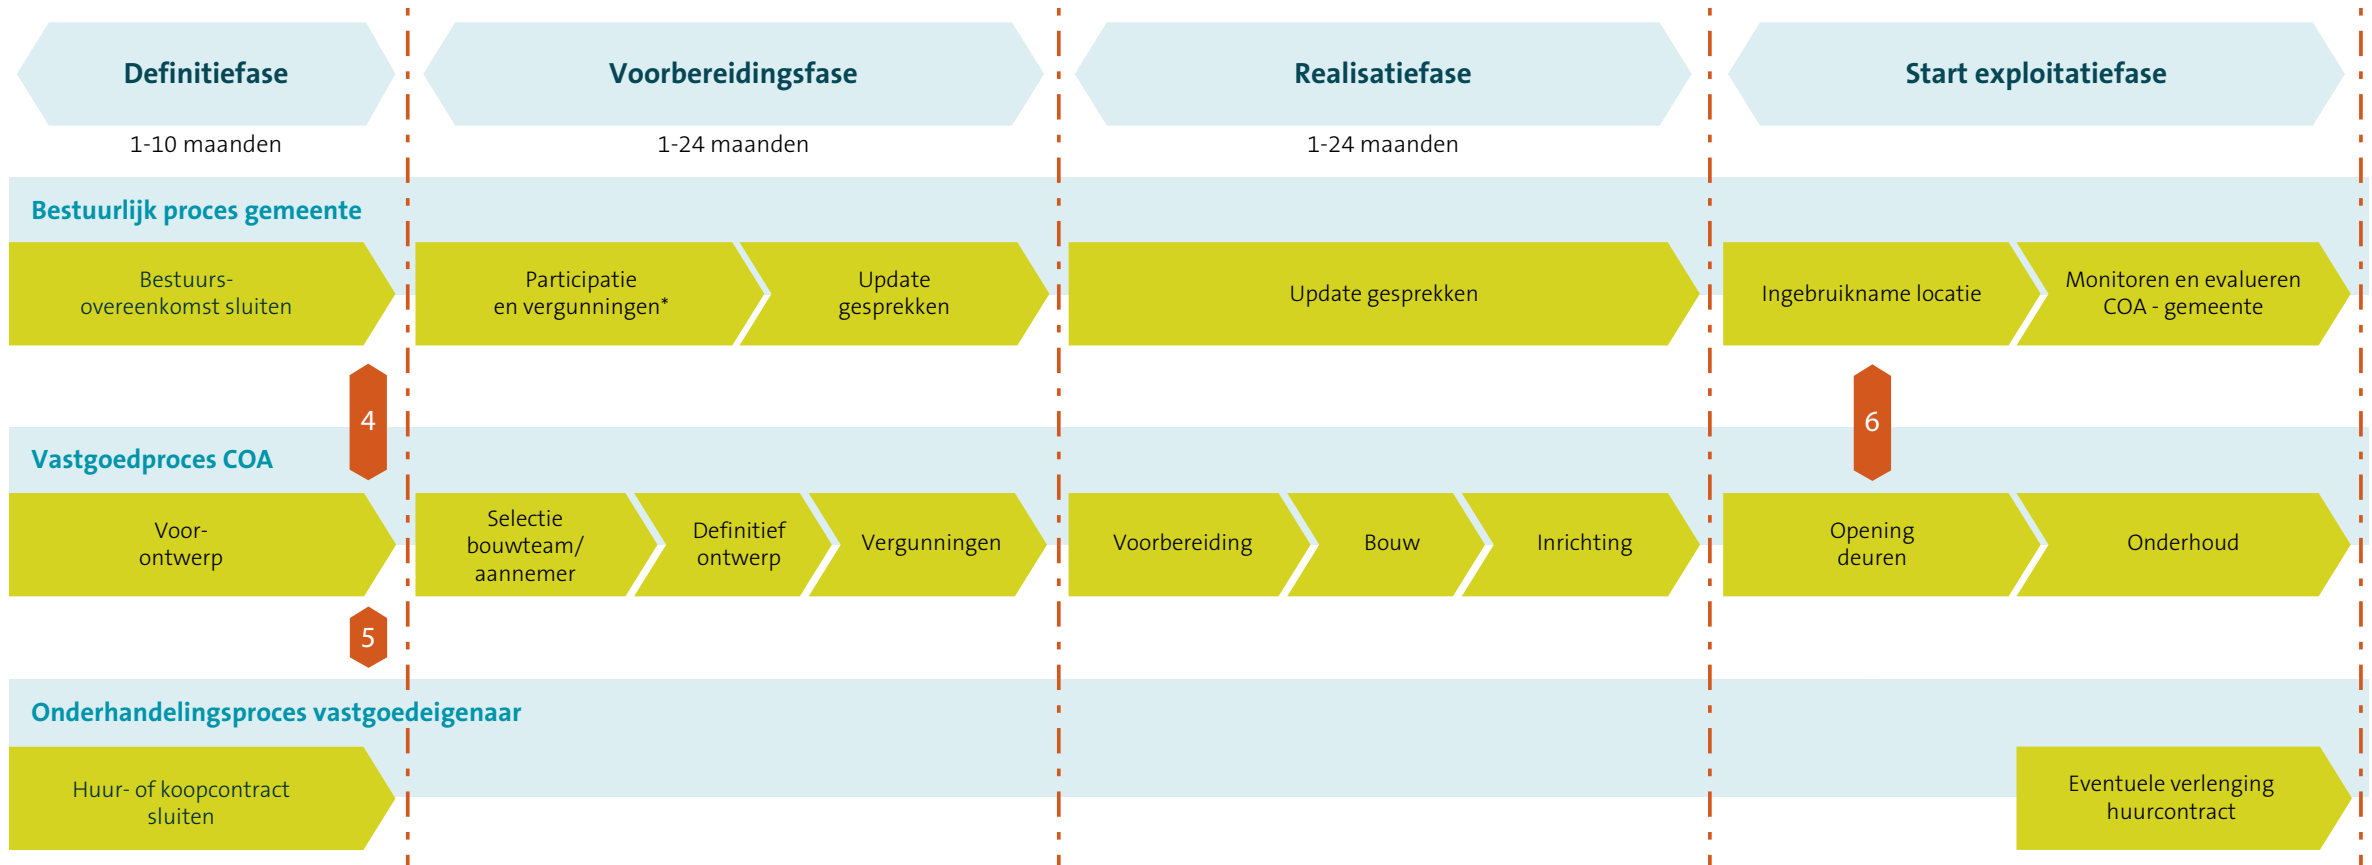 Definitiefase
Voorbereidingsfase
Realisatiefase
Start exploitatiefase
1-10 maanden
1-24 maanden
1-24 maanden
Bestuurlijk proces gemeente
Bestuurs-
overeenkomst sluiten
Participatie
en vergunningen*
Update
gesprekken
Update gesprekken
Ingebruikname locatie
Monitoren en evalueren
COA - gemeente
4
6
Vastgoedproces COA
Voor-
ontwerp
Selectie
bouwteam/
aannemer
Definitief
ontwerp
Vergunningen
Voorbereiding
Bouw
Inrichting
Opening
deuren
Onderhoud
5
Onderhandelingsproces vastgoedeigenaar
Huur- of koopcontract
sluiten
Eventuele verlenging
huurcontract